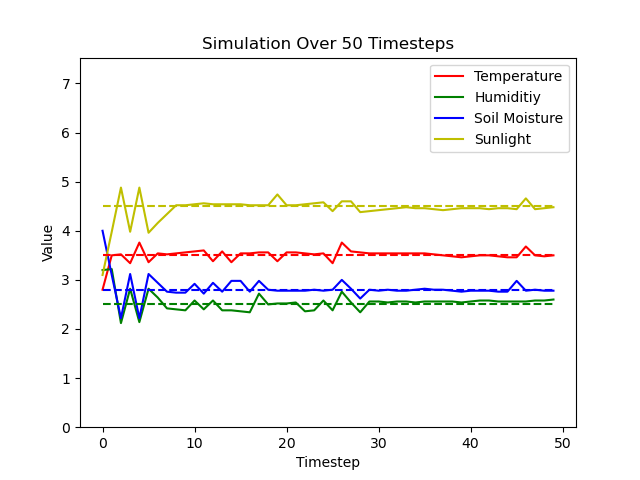 Simulation Over 50 Timesteps
Temperature
Humiditiy
Soil Moisture
Sunlight
Value
7
6
5
4
3
2
1
0
0 10 20 30 40 50
Timestep